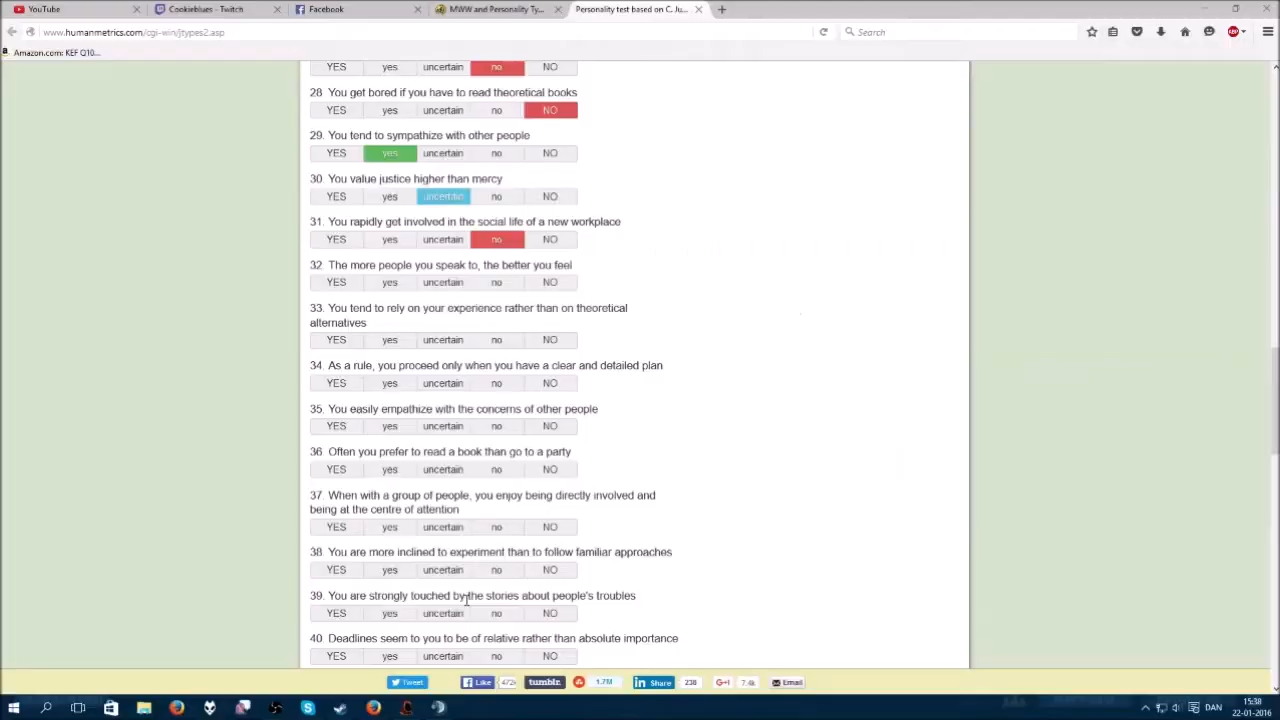 YouTube
Cookieblues - Twitch
Facebook
MWW and Personality Ty...
Personality test based on C. Ju...
www.humanmetrics.com/cgi-win/jtypes2.asp
Search
Amazon.com: KEF Q10...
YES yes uncertain no NO
28 You get bored if you have to read theoretical books
YES yes uncertain no NO
29. You tend to sympathize with other people
YES yes uncertain no NO
30. You value justice higher than mercy
YES yes uncertain no NO
31. You rapidly get involved in the social life of a new workplace
YES yes uncertain no NO
32. The more people you speak to, the better you feel
YES yes uncertain no NO
33. You tend to rely on your experience rather than on theoretical
alternatives
YES yes uncertain no NO
34. As a rule, you proceed only when you have a clear and detailed plan
YES yes uncertain no NO
35. You easily empathize with the concerns of other people
YES yes uncertain no NO
36 Often you prefer to read a book than go to a party
YES yes uncertain no NO
37. When with a group of people, you enjoy being directly involved and
being at the centre of attention
YES yes uncertain no NO
38. You are more inclined to experiment than to follow familiar approaches
YES yes uncertain no NO
39. You are strongly touched by the stories about people's troubles
YES yes uncertain no NO
40. Deadlines seem to you to be of relative rather than absolute importance
YES yes uncertain no NO
Tweet
Like
tumblr.
1.7M
in Share
238
G+1
7.4k
Email
DAN
15:38
22-01-2016